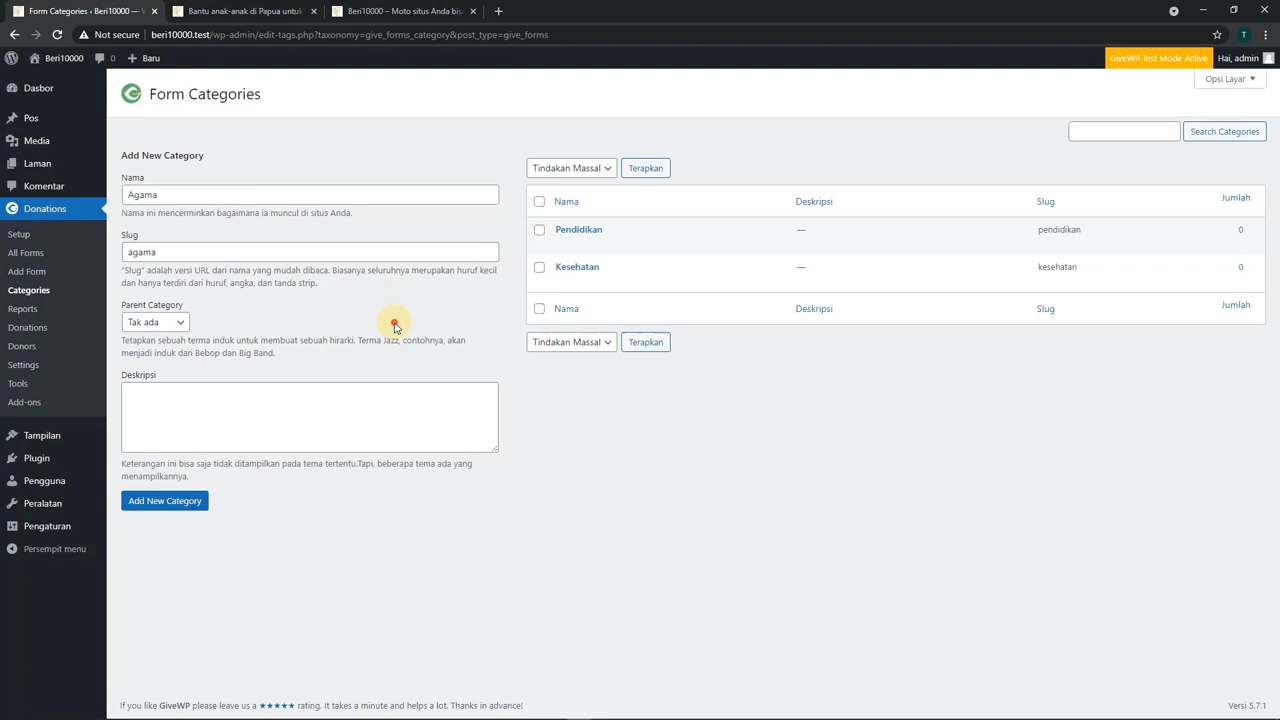 Form Categories ‹ Beri10000 — W
Bantu anak-anak di Papua untuk
Beri10000 – Moto situs Anda bisa
Not secure
beri10000.test/wp-admin/edit-tags.php?taxonomy=give_forms_category&post_type=give_forms
T
Beri10000
0
Baru
GiveWP Test Mode Active
Hai, admin
Dasbor
Pos
Media
Laman
Komentar
Donations
Setup
All Forms
Add Form
Categories
Reports
Donations
Donors
Settings
Tools
Add-ons
Tampilan
Plugin
Pengguna
Peralatan
Pengaturan
Persempit menu
Opsi Layar
Form Categories
Search Categories
Add New Category
Nama
Agama
Nama ini mencerminkan bagaimana ia muncul di situs Anda.
Slug
agama
"Slug" adalah versi URL dari nama yang mudah dibaca. Biasanya seluruhnya merupakan huruf kecil
dan hanya terdiri dari huruf, angka, dan tanda strip.
Parent Category
Tak ada
Tetapkan sebuah terma induk untuk membuat sebuah hirarki. Terma Jazz, contohnya, akan
menjadi induk dari Bebop dan Big Band.
Deskripsi
Keterangan ini bisa saja tidak ditampilkan pada tema tertentu.Tapi, beberapa tema ada yang
menampilkannya.
Add New Category
Tindakan Massal
Terapkan
Nama Deskripsi Slug Jumlah
Pendidikan — pendidikan 0
Kesehatan — kesehatan 0
Nama Deskripsi Slug Jumlah
Tindakan Massal
Terapkan
If you like GiveWP please leave us a ★★★★★ rating. It takes a minute and helps a lot. Thanks in advance!
Versi 5.7.1